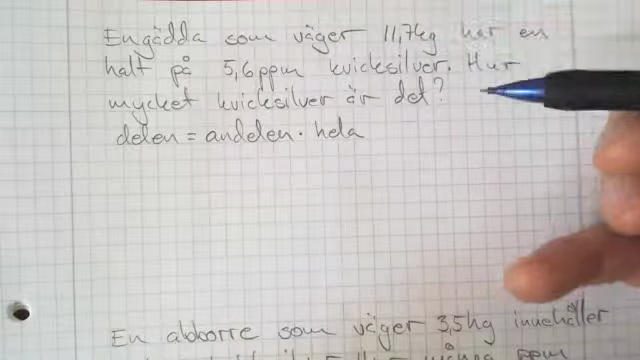 En gädda som väger 11,7kg har en
halt på 5,6ppm kvicksilver. Hur
mycket kvicksilver är det?
delen = andelen · hela
En abborre som väger 3,5kg innehåller
ppm